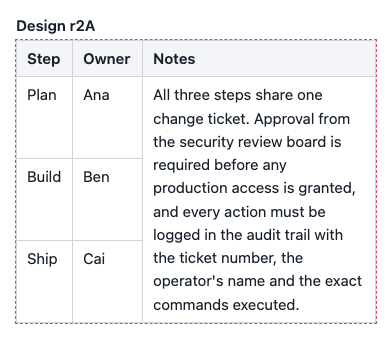 Design r2A
Step Owner Notes
Plan Ana
All three steps share one
change ticket. Approval from
the security review board is
required before any
production access is granted,
and every action must be
logged in the audit trail with
the ticket number, the
operator's name and the exact
commands executed.
Build Ben
Ship Cai